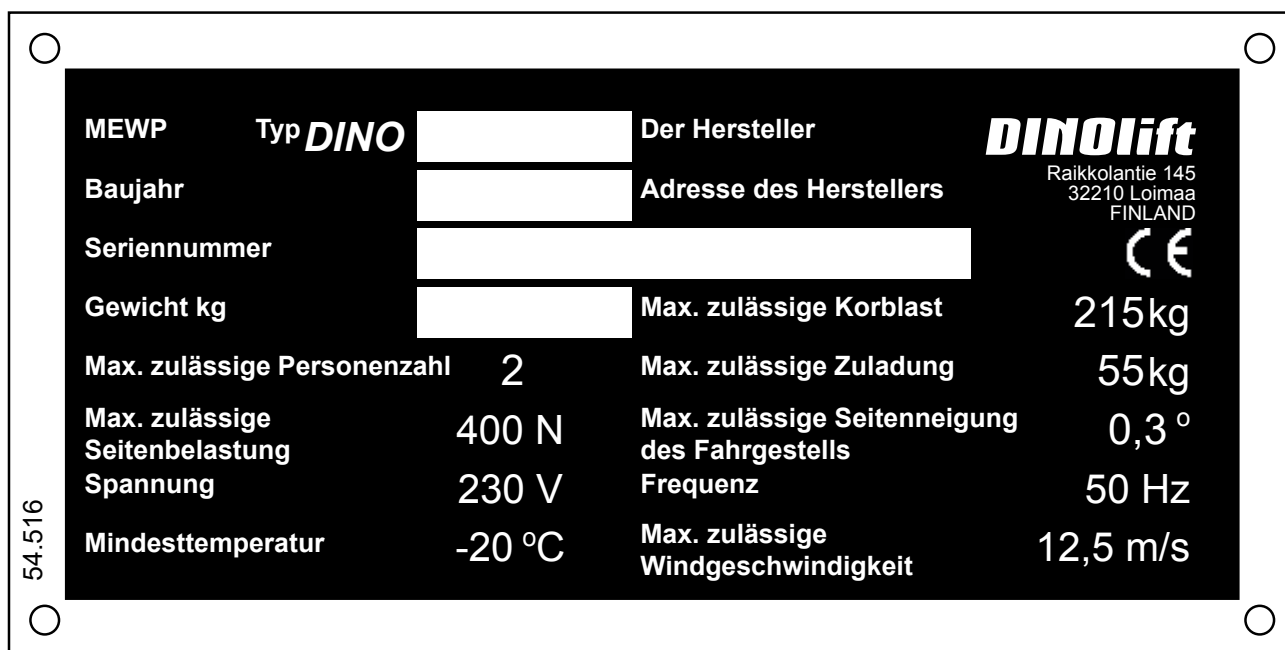 MEWP Typ DINO Der Hersteller DINOlift
Raikkolantie 145
Baujahr Adresse des Herstellers 32210 Loimaa
FINLAND
Seriennummer CE
Gewicht kg Max. zulässige Korblast 215kg
Max. zulässige Personenzahl 2 Max. zulässige Zuladung 55kg
Max. zulässige
Seitenbelastung 400 N
Max. zulässige Seitenneigung
des Fahrgestells 0,3 º
Spannung 230 V Frequenz 50 Hz
Mindesttemperatur -20 ºC
Max. zulässige
Windgeschwindigkeit 12,5 m/s
54.516